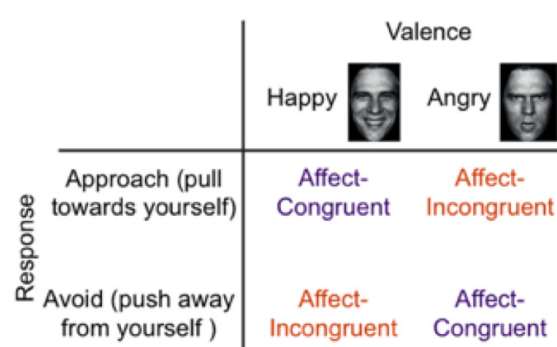 Valence
Happy Angry
Response
Approach (pull
towards yourself)
Affect-
Congruent
Affect-
Incongruent
Avoid (push away
from yourself )
Affect-
Incongruent
Affect-
Congruent